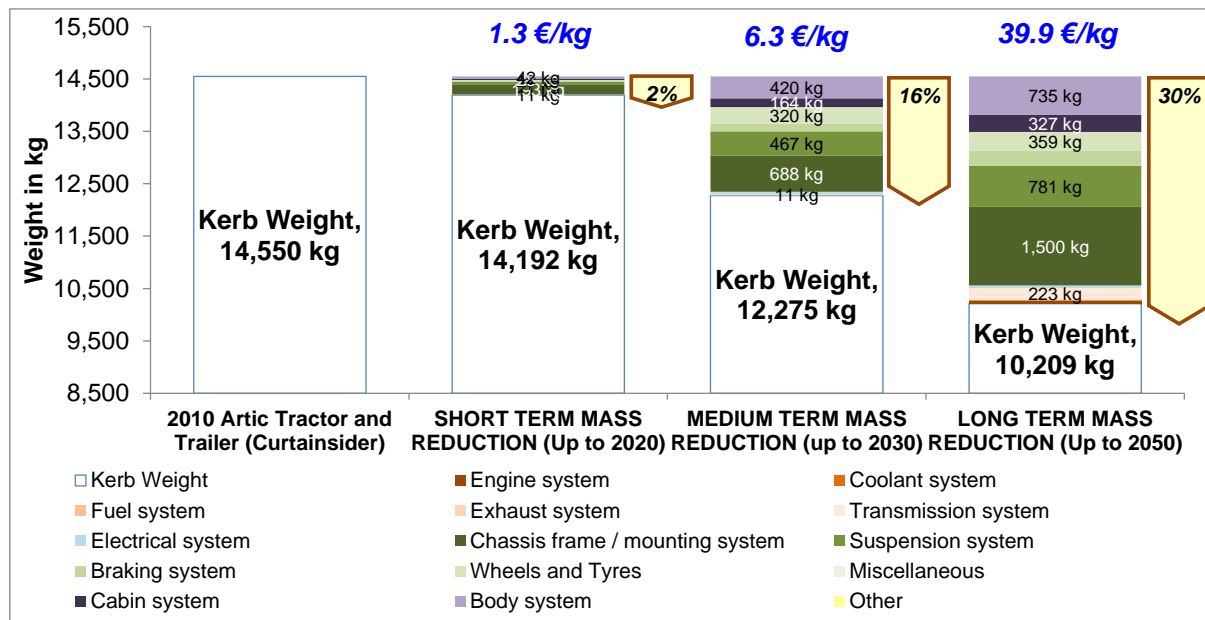 1.3 €/kg 6.3 €/kg 39.9 €/kg
15,500
14,500
13,500
12,500
11,500
10,500
9,500
8,500
Weight in kg
Kerb Weight,
14,550 kg
42 kg
11 kg
2%
Kerb Weight,
14,192 kg
420 kg
164 kg
320 kg
467 kg
688 kg
11 kg
16%
Kerb Weight,
12,275 kg
735 kg
327 kg
359 kg
781 kg
1,500 kg
223 kg
30%
Kerb Weight,
10,209 kg
2010 Artic Tractor and
Trailer (Curtainsider)
SHORT TERM MASS
REDUCTION (Up to 2020)
MEDIUM TERM MASS
REDUCTION (up to 2030)
LONG TERM MASS
REDUCTION (Up to 2050)
Kerb Weight Engine system Coolant system
Fuel system Exhaust system Transmission system
Electrical system Chassis frame / mounting system Suspension system
Braking system Wheels and Tyres Miscellaneous
Cabin system Body system Other